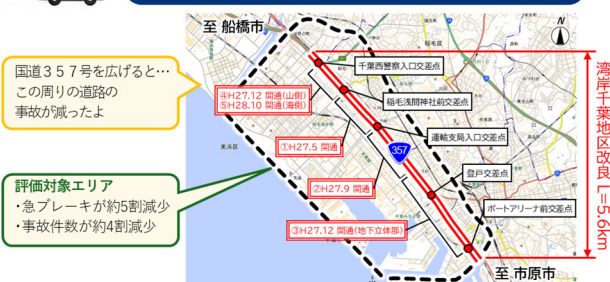 至 船橋市
N
千葉西警察入口交差点
稲毛浅間神社前交差点
運輸支局入口交差点
登戸交差点
ポートアリーナ前交差点
国道３５７号を広げると…
この周りの道路の
事故が減ったよ
④H27.12 開通(山側)
⑤H28.10 開通(海側)
①H27.5 開通
357
②H27.9 開通
③H27.12 開通(地下立体部)
美浜区
稲毛区
評価対象エリア
・急ブレーキが約5割減少
・事故件数が約4割減少
湾岸千葉地区改良 L=5.6km
至 市原市